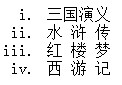 i. 三国演义
ii. 水 浒 传
iii. 红 楼 梦
iv. 西 游 记